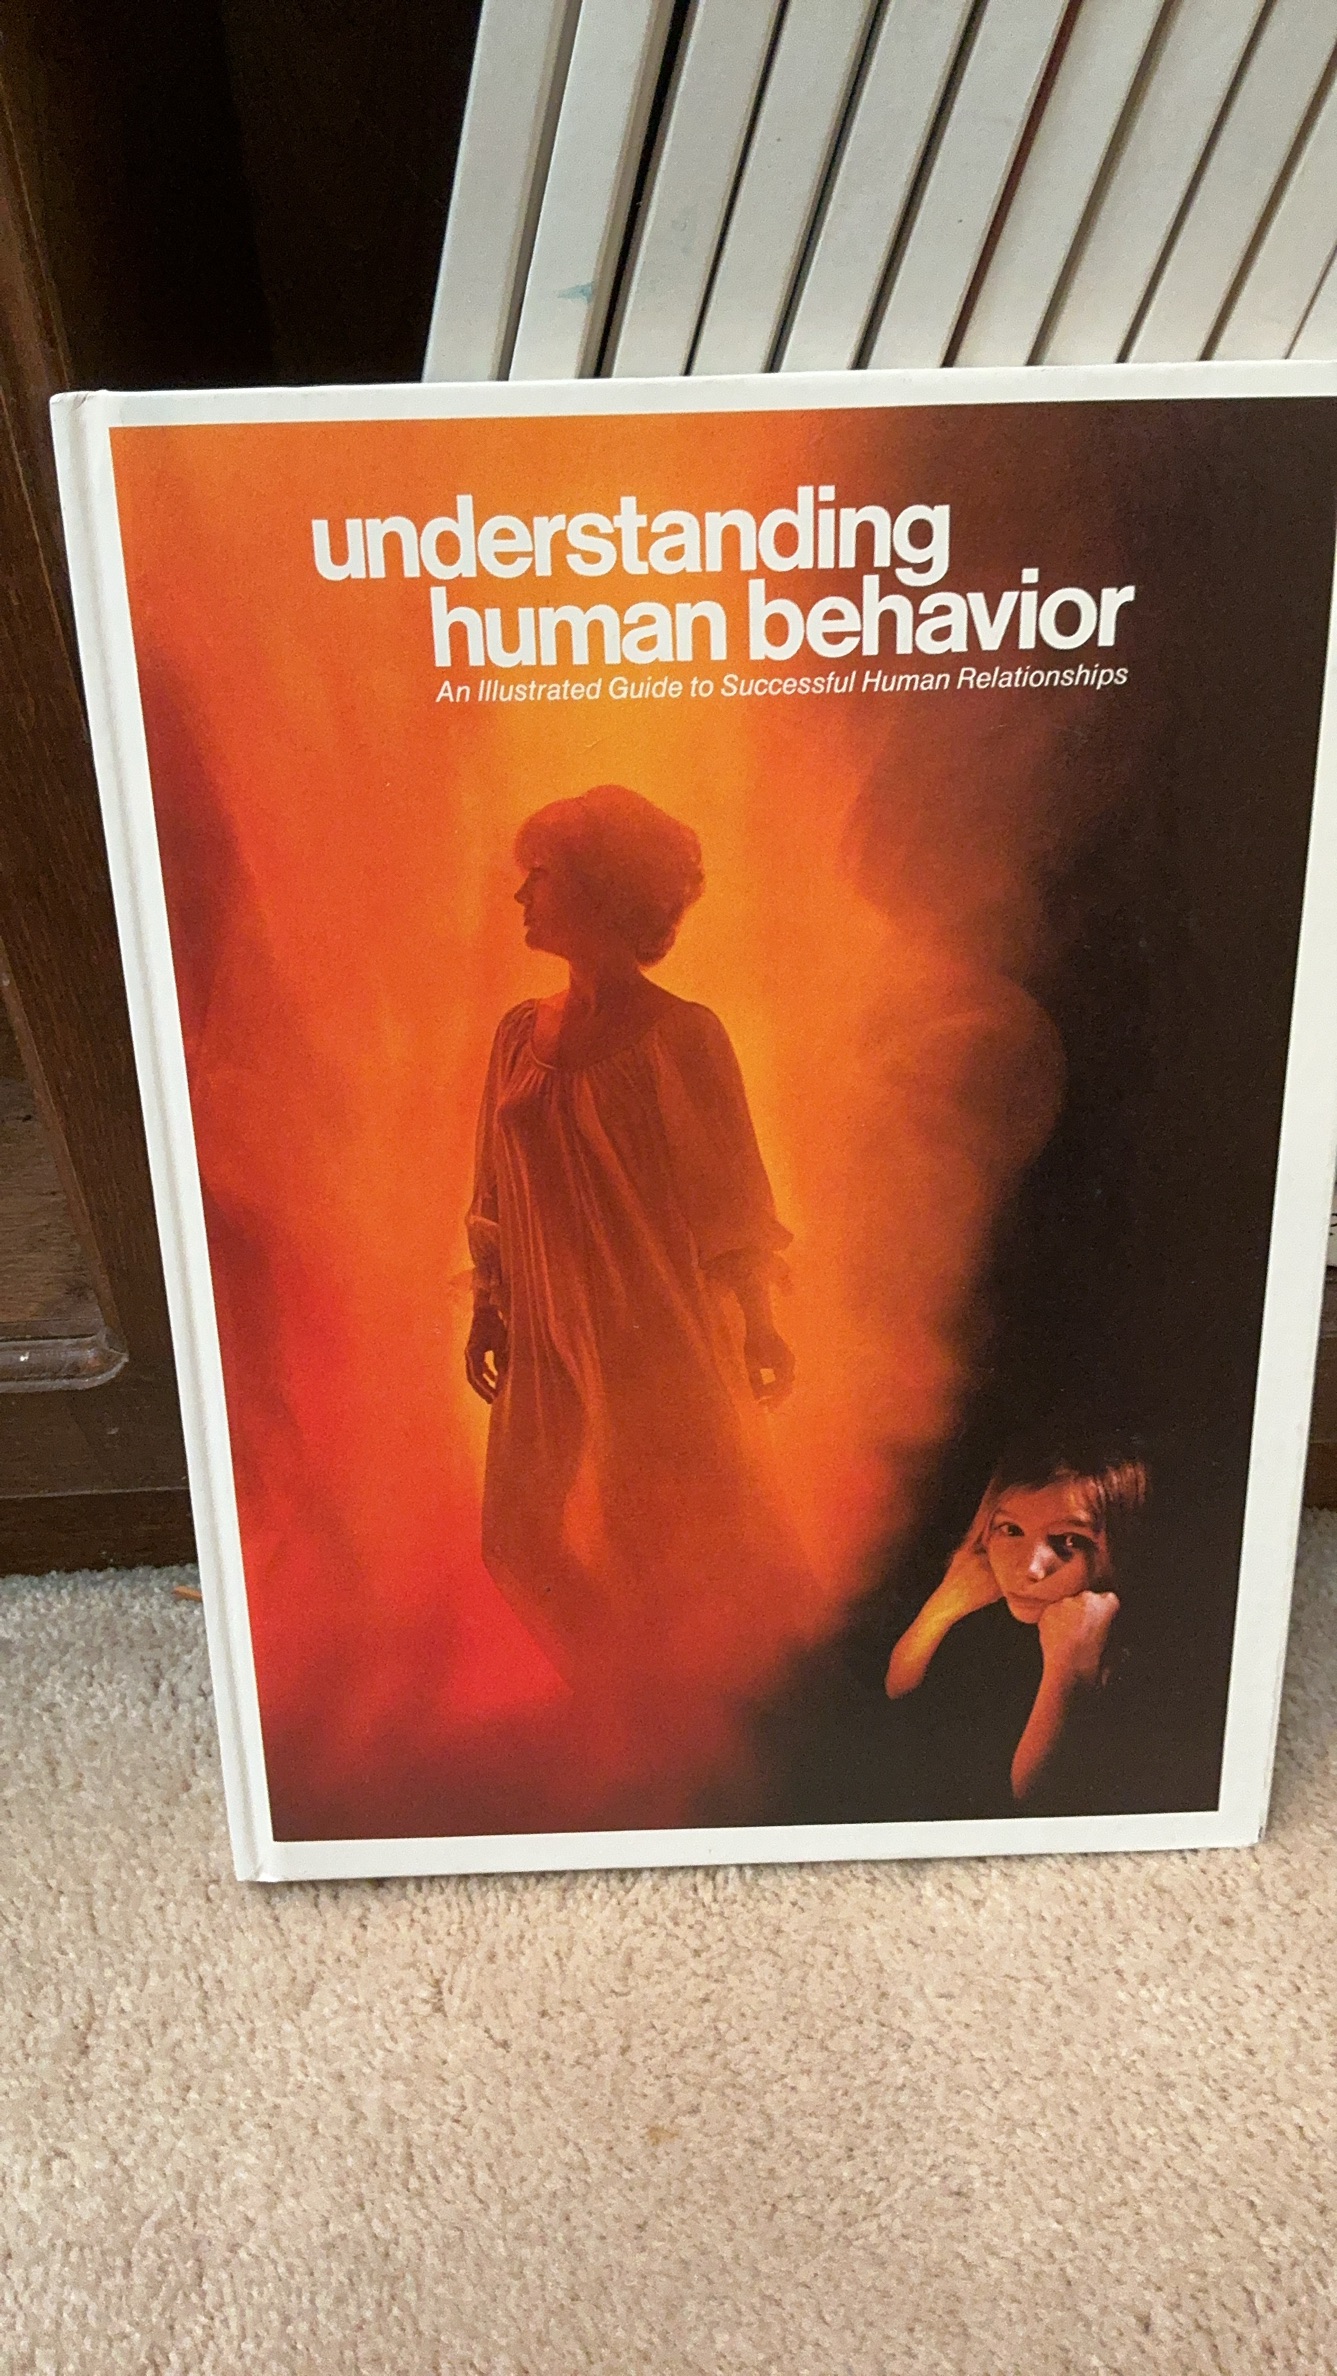 understanding
human behavior
An Illustrated Guide to Successful Human Relationships